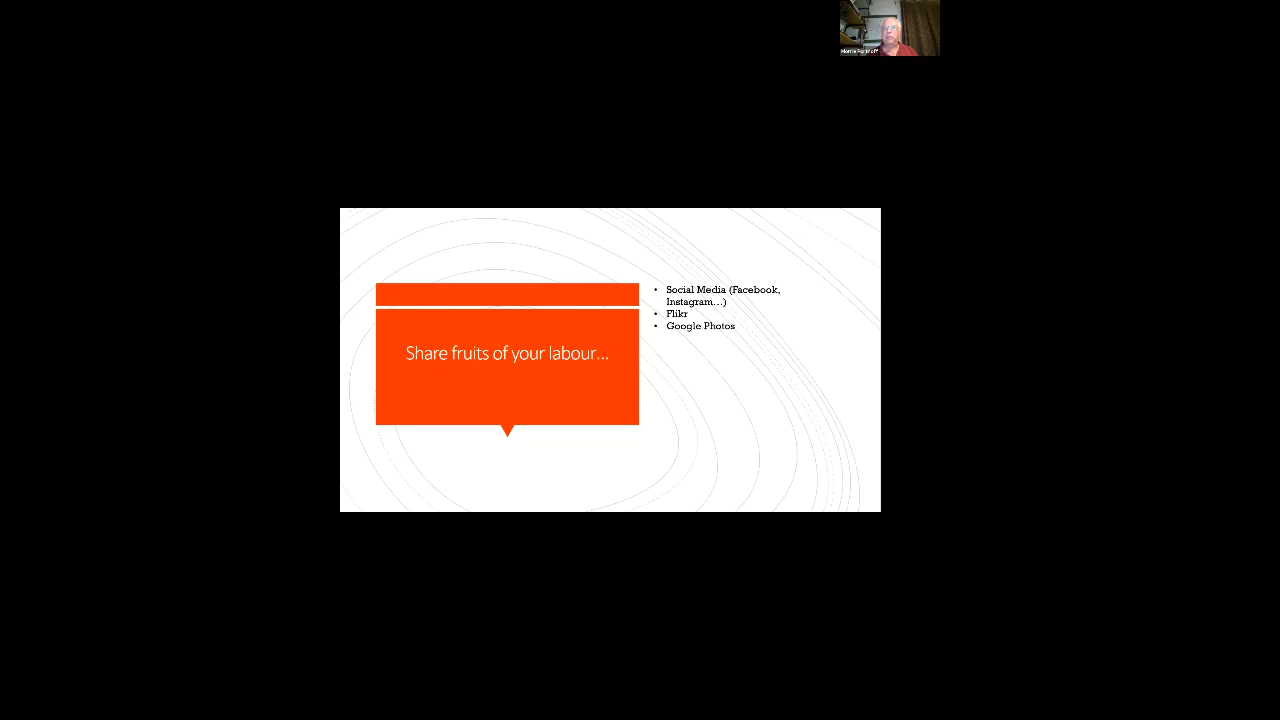 Share fruits of your labour...
• Social Media (Facebook,
Instagram...)
• Flikr
• Google Photos